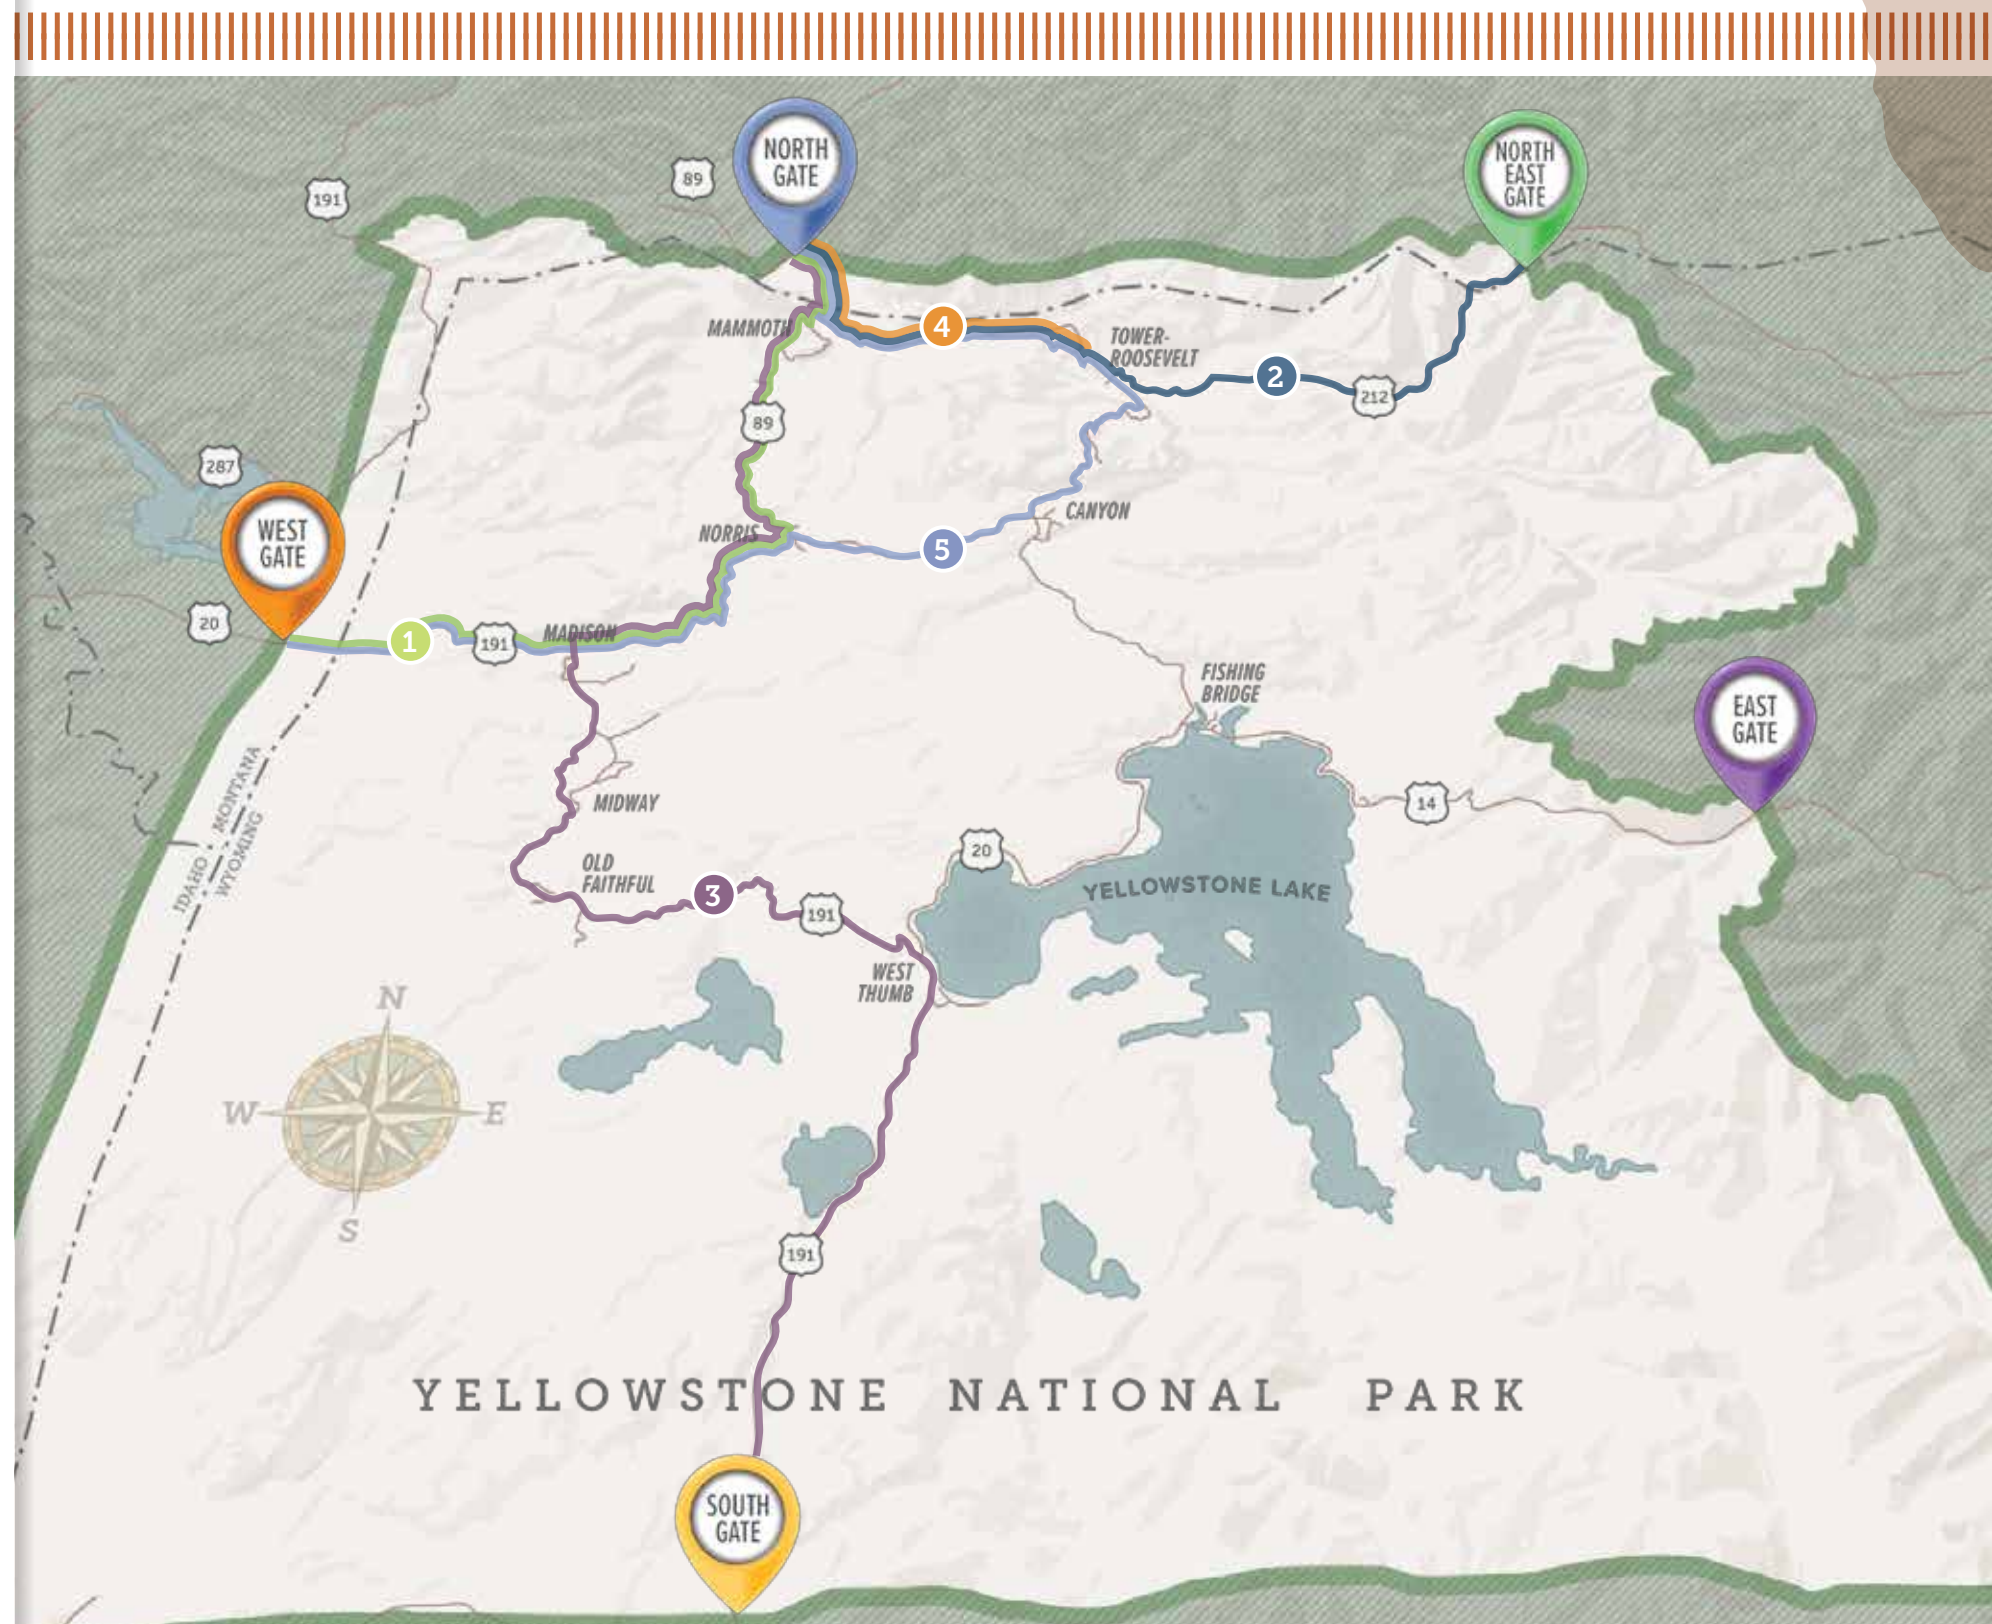 NORTH
GATE
NORTH
EAST
GATE
89
191
MAMMOTH
4
TOWER-
ROOSEVELT
2
212
89
287
WEST
GATE
NORRIS
CANYON
5
20
1
191
MADISON
FISHING
BRIDGE
EAST
GATE
MONTANA
IDAHO
WYOMING
MIDWAY
14
20
OLD
FAITHFUL
3
191
YELLOWSTONE LAKE
WEST
THUMB
N
W
E
S
191
YELLOWSTONE NATIONAL PARK
SOUTH
GATE